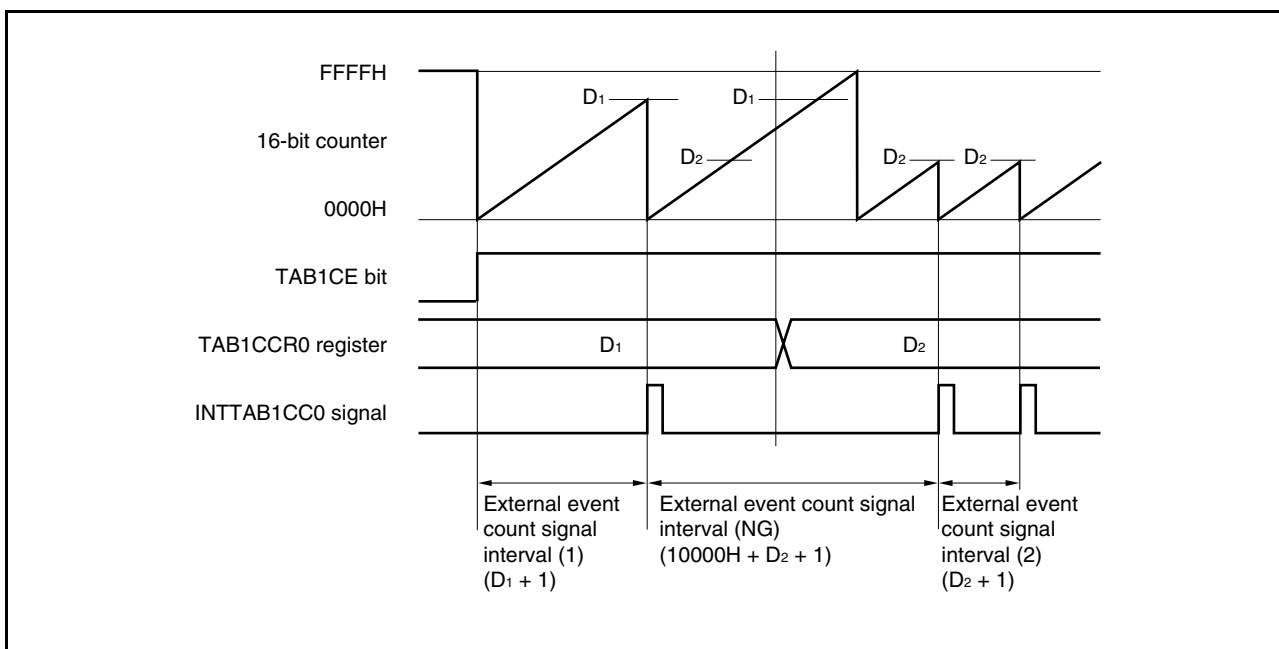 FFFFH
D1
D1
16-bit counter
D2
D2
D2
0000H
TAB1CE bit
TAB1CCR0 register
D1
D2
INTTAB1CC0 signal
External event
count signal
interval (1)
(D1 + 1)
External event count signal
interval (NG)
(10000H + D2 + 1)
External event
count signal
interval (2)
(D2 + 1)